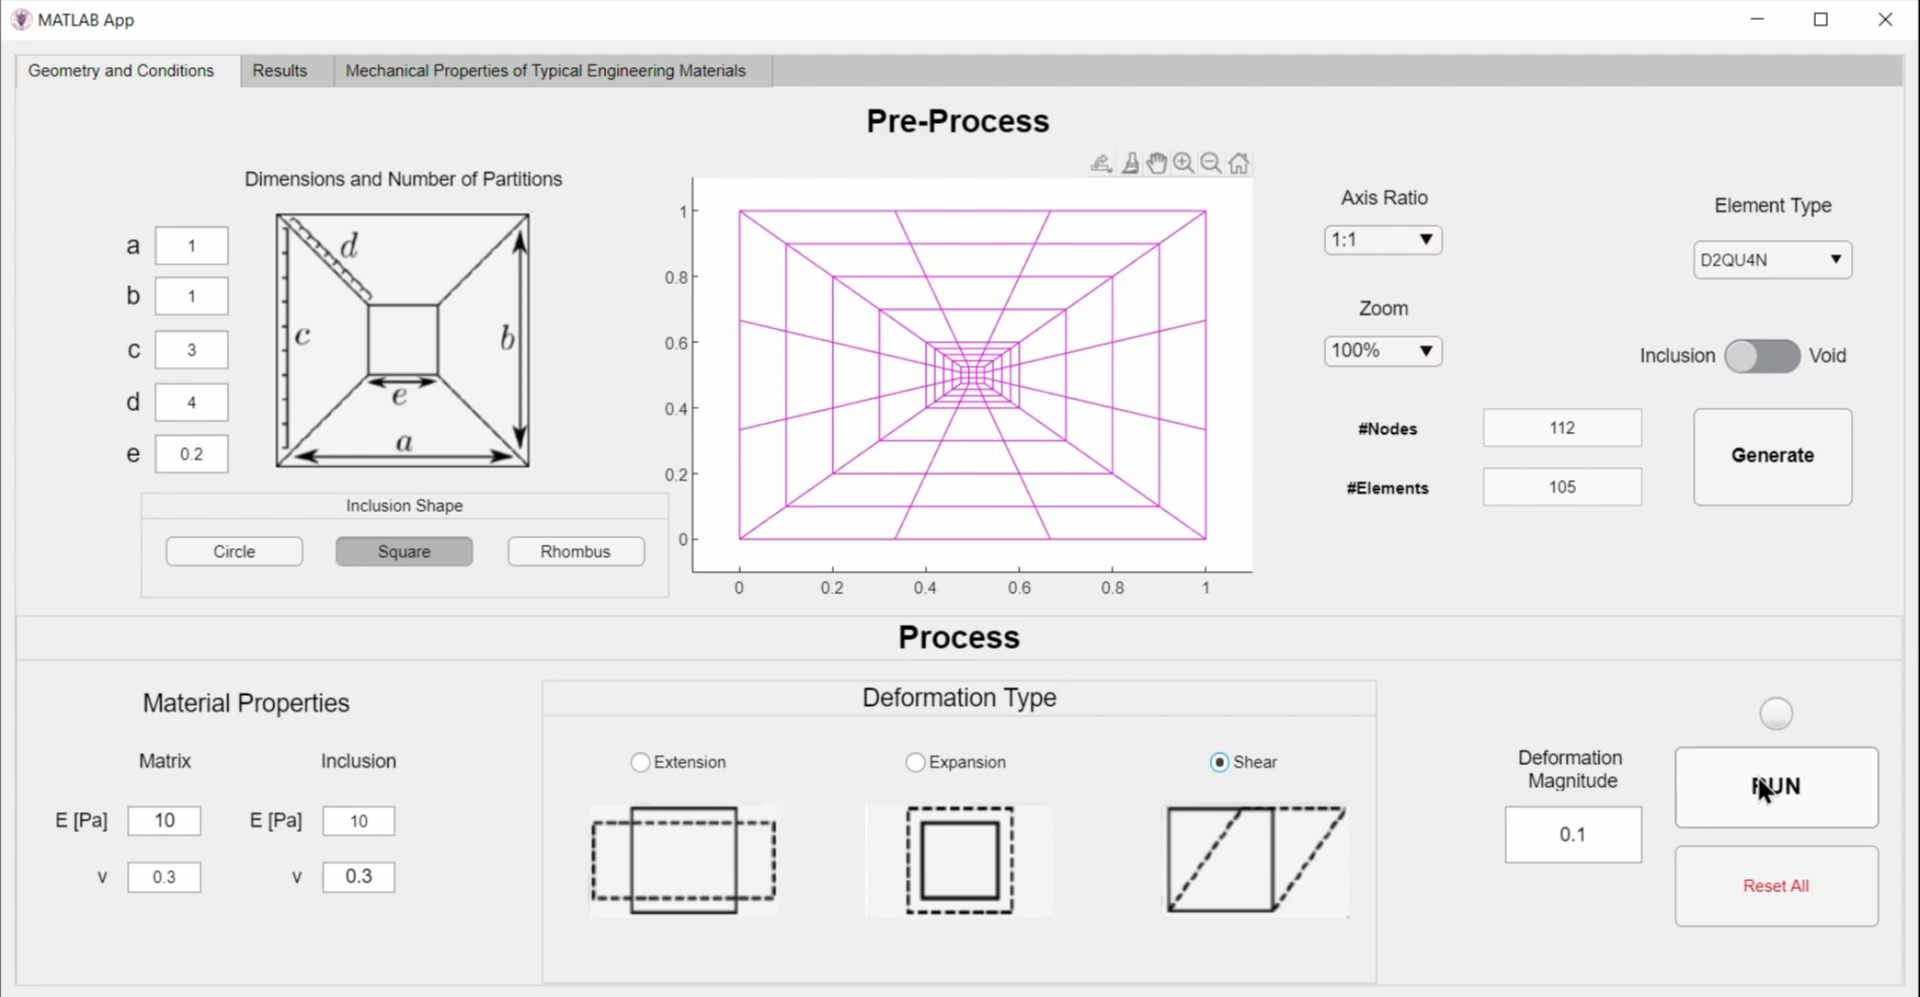 MATLAB App
Geometry and Conditions
Results
Mechanical Properties of Typical Engineering Materials
Pre-Process
Dimensions and Number of Partitions
a 1
b 1
c 3
d 4
e 0.2
d
c
b
e
a
Inclusion Shape
Circle
Square
Rhombus
1
0.8
0.6
0.4
0.2
0
0 0.2 0.4 0.6 0.8 1
Axis Ratio
1:1
Zoom
100%
Element Type
D2QU4N
Inclusion
Void
#Nodes 112
#Elements 105
Generate
Process
Material Properties
Matrix
Inclusion
E [Pa] 10
E [Pa] 10
v 0.3
v 0.3
Deformation Type
Extension
Expansion
Shear
Deformation
Magnitude
0.1
RUN
Reset All